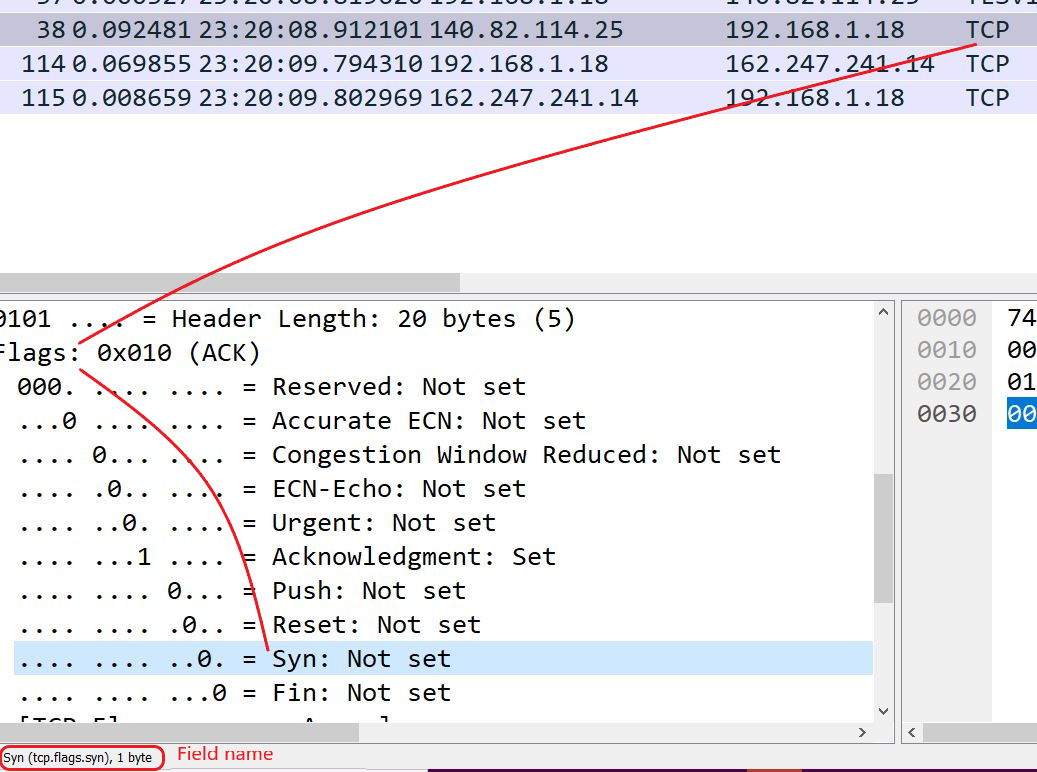 38 0.092481 23:20:08.912101 140.82.114.25 192.168.1.18 TCP
114 0.069855 23:20:09.794310 192.168.1.18 162.247.241.14 TCP
115 0.008659 23:20:09.802969 162.247.241.14 192.168.1.18 TCP
0101 .... = Header Length: 20 bytes (5)
Flags: 0x010 (ACK)
000. .... .... = Reserved: Not set
...0 .... .... = Accurate ECN: Not set
.... 0... .... = Congestion Window Reduced: Not set
.... .0.. .... = ECN-Echo: Not set
.... ..0. .... = Urgent: Not set
.... ...1 .... = Acknowledgment: Set
.... .... 0... = Push: Not set
.... .... .0.. = Reset: Not set
.... .... ..0. = Syn: Not set
.... .... ...0 = Fin: Not set
0000 74
0010 00
0020 01
0030 00
Syn (tcp.flags.syn), 1 byte
Field name